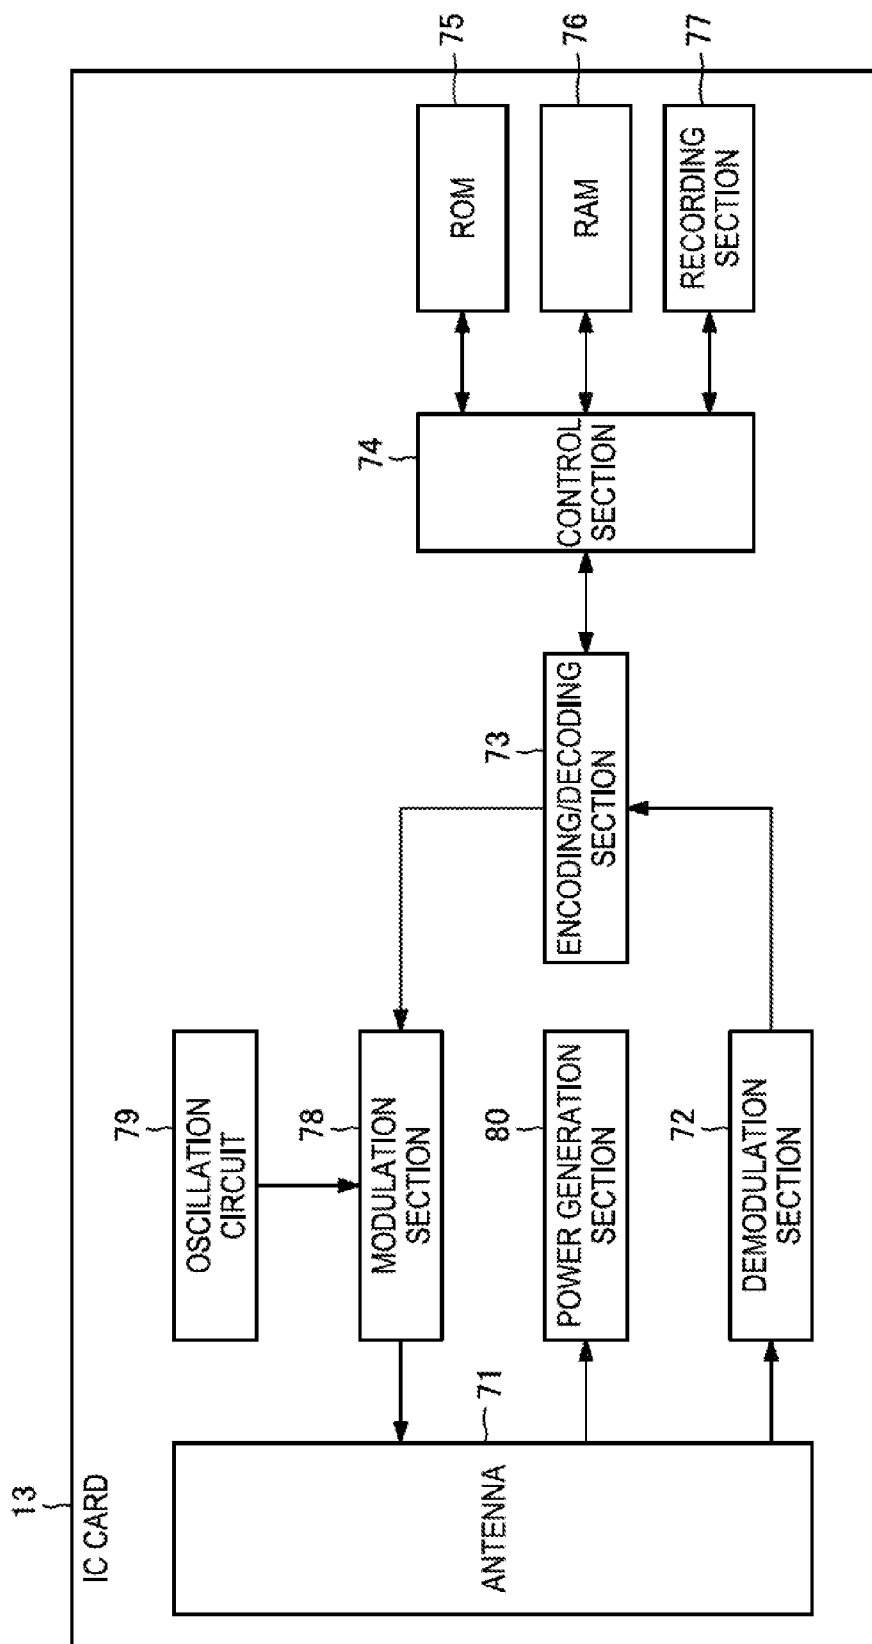 13
IC CARD
71
ANTENNA
79
OSCILLATION
CIRCUIT
78
MODULATION
SECTION
80
POWER GENERATION
SECTION
72
DEMODULATION
SECTION
73
ENCODING/DECODING
SECTION
74
CONTROL
SECTION
75
ROM
76
RAM
77
RECORDING
SECTION